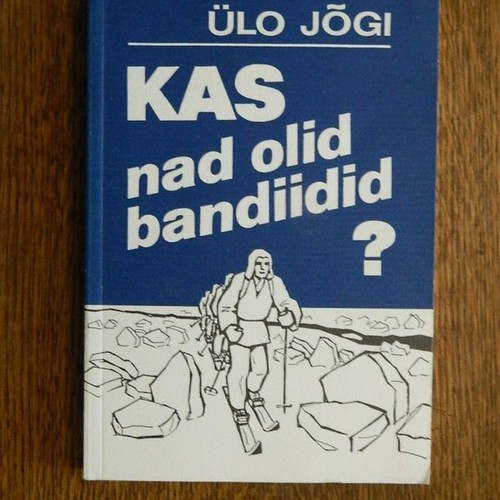 ÜLO JÕGI
KAS
nad olid
bandiidid
?